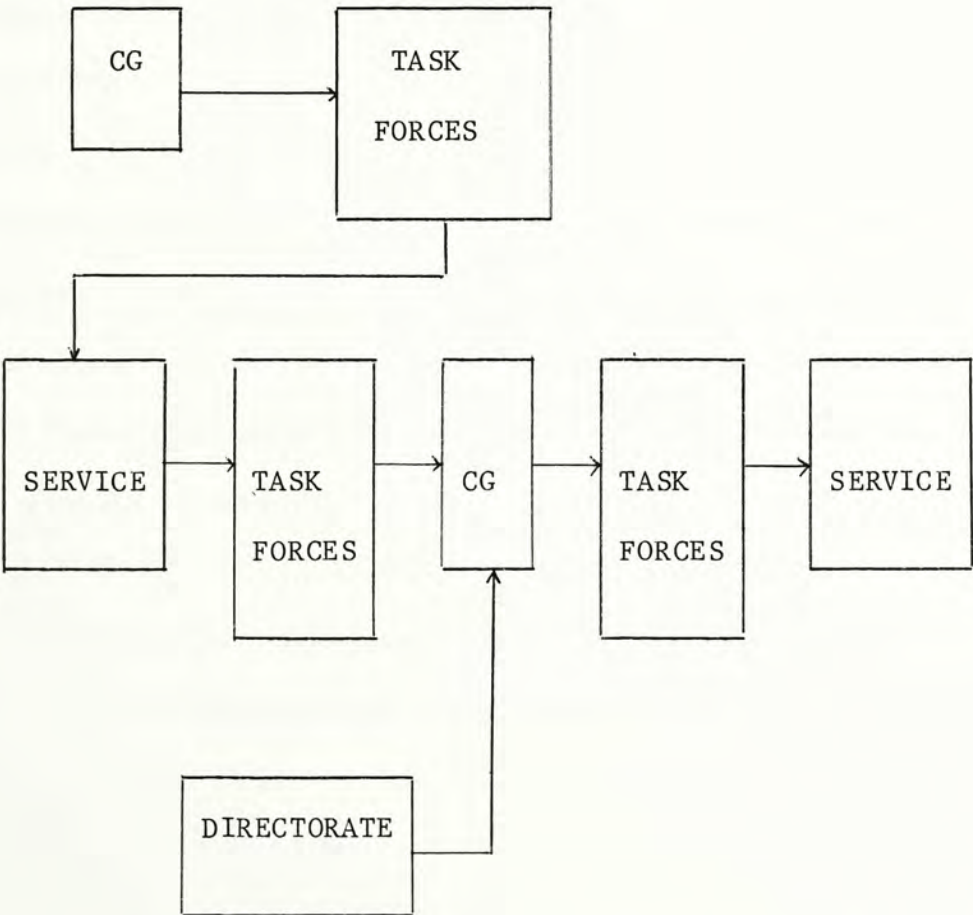 CG
TASK
FORCES
SERVICE
TASK
FORCES
CG
TASK
FORCES
SERVICE
DIRECTORATE